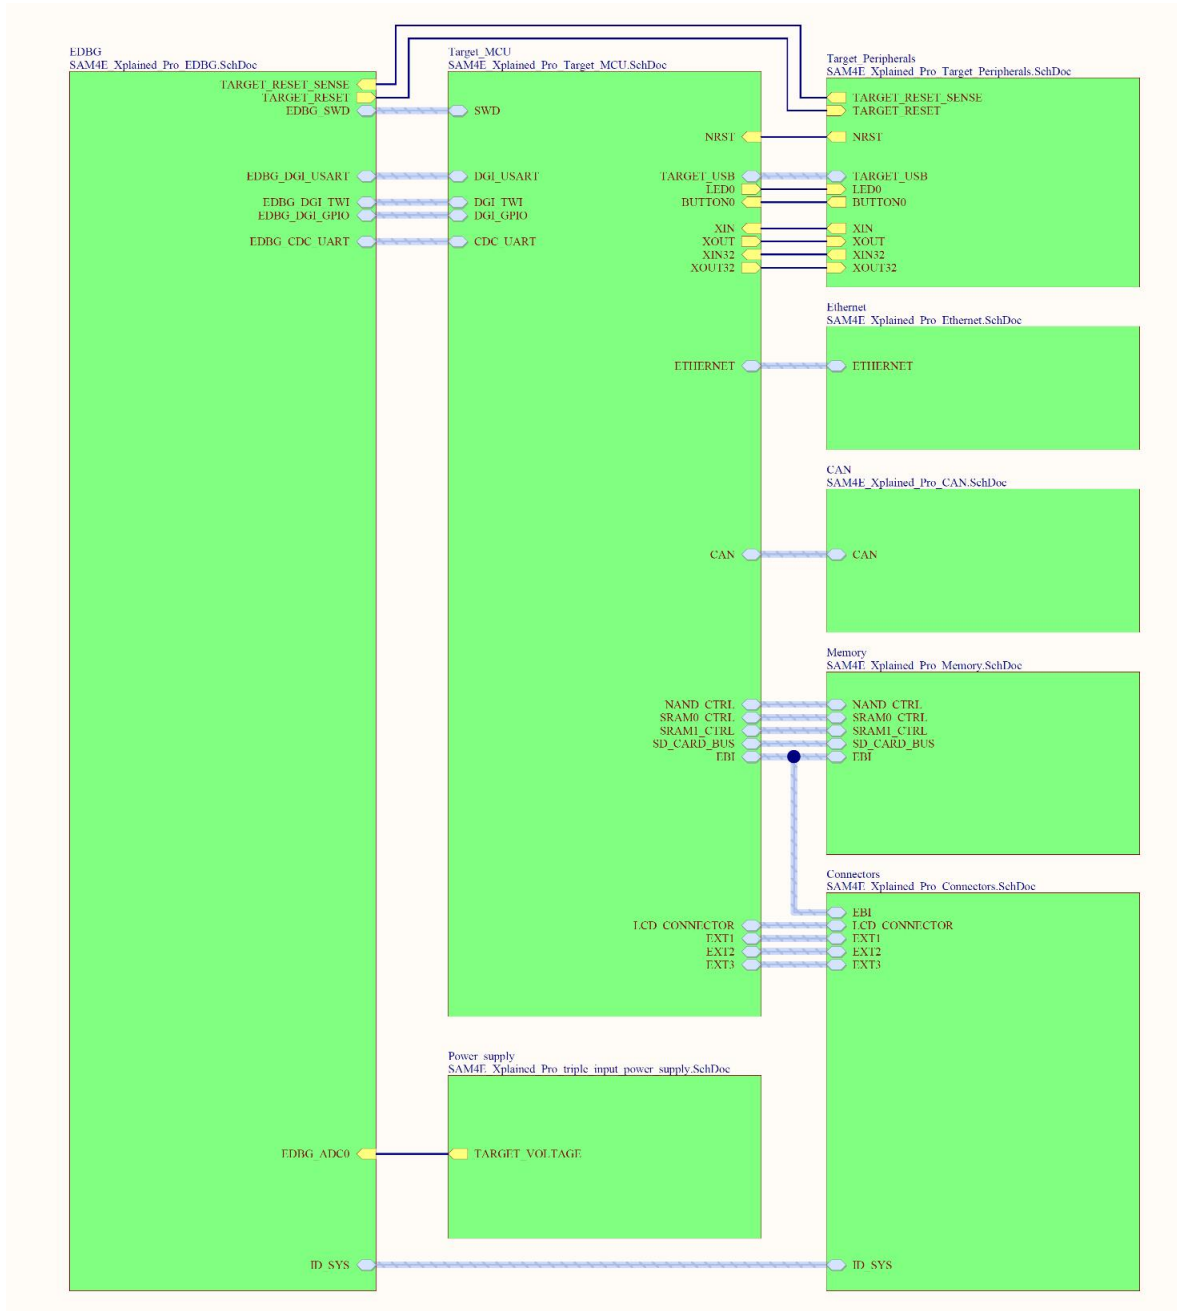 EDBG
SAM4E_Xplained_Pro_EDBG.SchDoc
TARGET_RESET_SENSE
TARGET_RESET
EDBG_SWD
EDBG_DGI_USART
EDBG_DGI_TWI
EDBG_DGI_GPIO
EDBG_CDC_UART
EDBG_ADC0
ID_SYS
Target_MCU
SAM4E_Xplained_Pro_Target_MCU.SchDoc
SWD
DGI_USART
DGI_TWI
DGI_GPIO
CDC_UART
NRST
TARGET_USB
LED0
BUTTON0
XIN
XOUT
XIN32
XOUT32
ETHERNET
CAN
NAND_CTRL
SRAM0_CTRL
SRAM1_CTRL
SD_CARD_BUS
EBI
LCD_CONNECTOR
EXT1
EXT2
EXT3
Power_supply
SAM4E_Xplained_Pro_triple_input_power_supply.SchDoc
TARGET_VOLTAGE
Target_Peripherals
SAM4E_Xplained_Pro_Target_Peripherals.SchDoc
TARGET_RESET_SENSE
TARGET_RESET
NRST
TARGET_USB
LED0
BUTTON0
XIN
XOUT
XIN32
XOUT32
Ethernet
SAM4E_Xplained_Pro_Ethernet.SchDoc
ETHERNET
CAN
SAM4E_Xplained_Pro_CAN.SchDoc
CAN
Memory
SAM4E_Xplained_Pro_Memory.SchDoc
NAND_CTRL
SRAM0_CTRL
SRAM1_CTRL
SD_CARD_BUS
EBI
Connectors
SAM4E_Xplained_Pro_Connectors.SchDoc
EBI
LCD_CONNECTOR
EXT1
EXT2
EXT3
ID_SYS